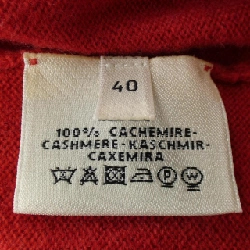 40
100% CACHEMIRE-
CASHMERE-KASCHMIR-
CAXEMIRA
P W